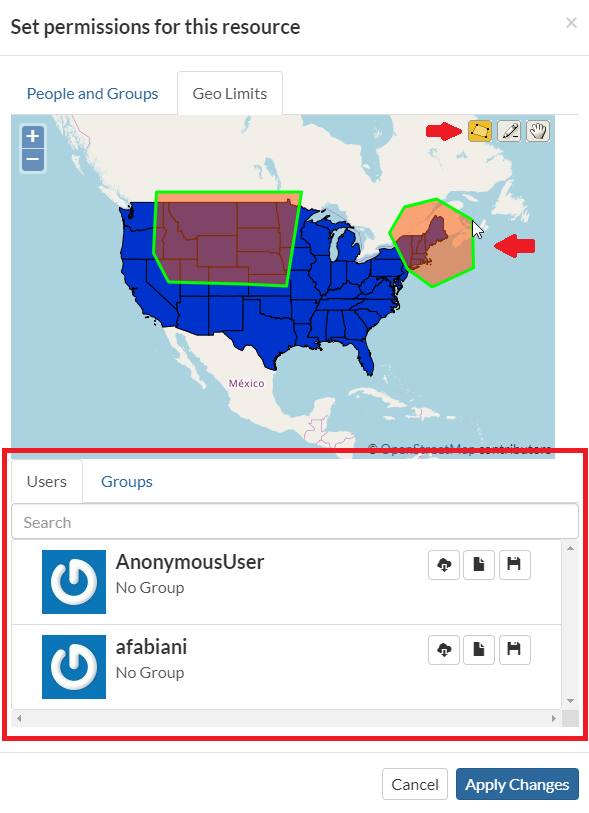 Set permissions for this resource
×
People and Groups
Geo Limits
+
−
México
© OpenStreetMap contributors
Users
Groups
Search
AnonymousUser
No Group
afabiani
No Group
Cancel
Apply Changes